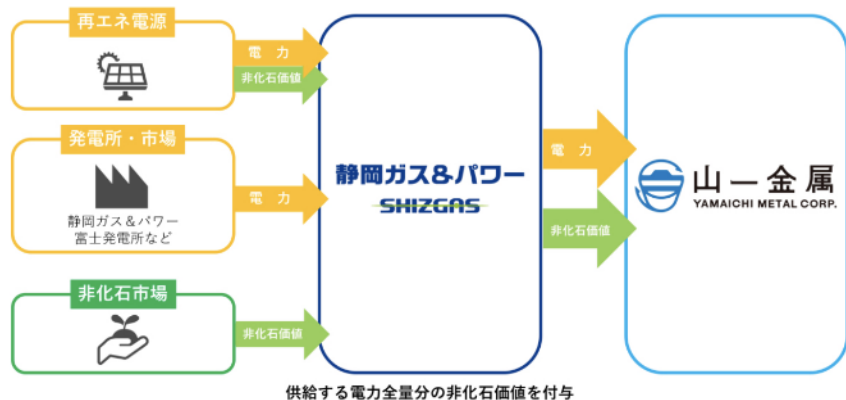 再エネ電源
電 力
非化石価値
発電所・市場
静岡ガス&パワー
富士発電所など
電 力
非化石市場
非化石価値
静岡ガス&パワー
SHIZGAS
電 力
非化石価値
山一金属
YAMAICHI METAL CORP.
供給する電力全量分の非化石価値を付与